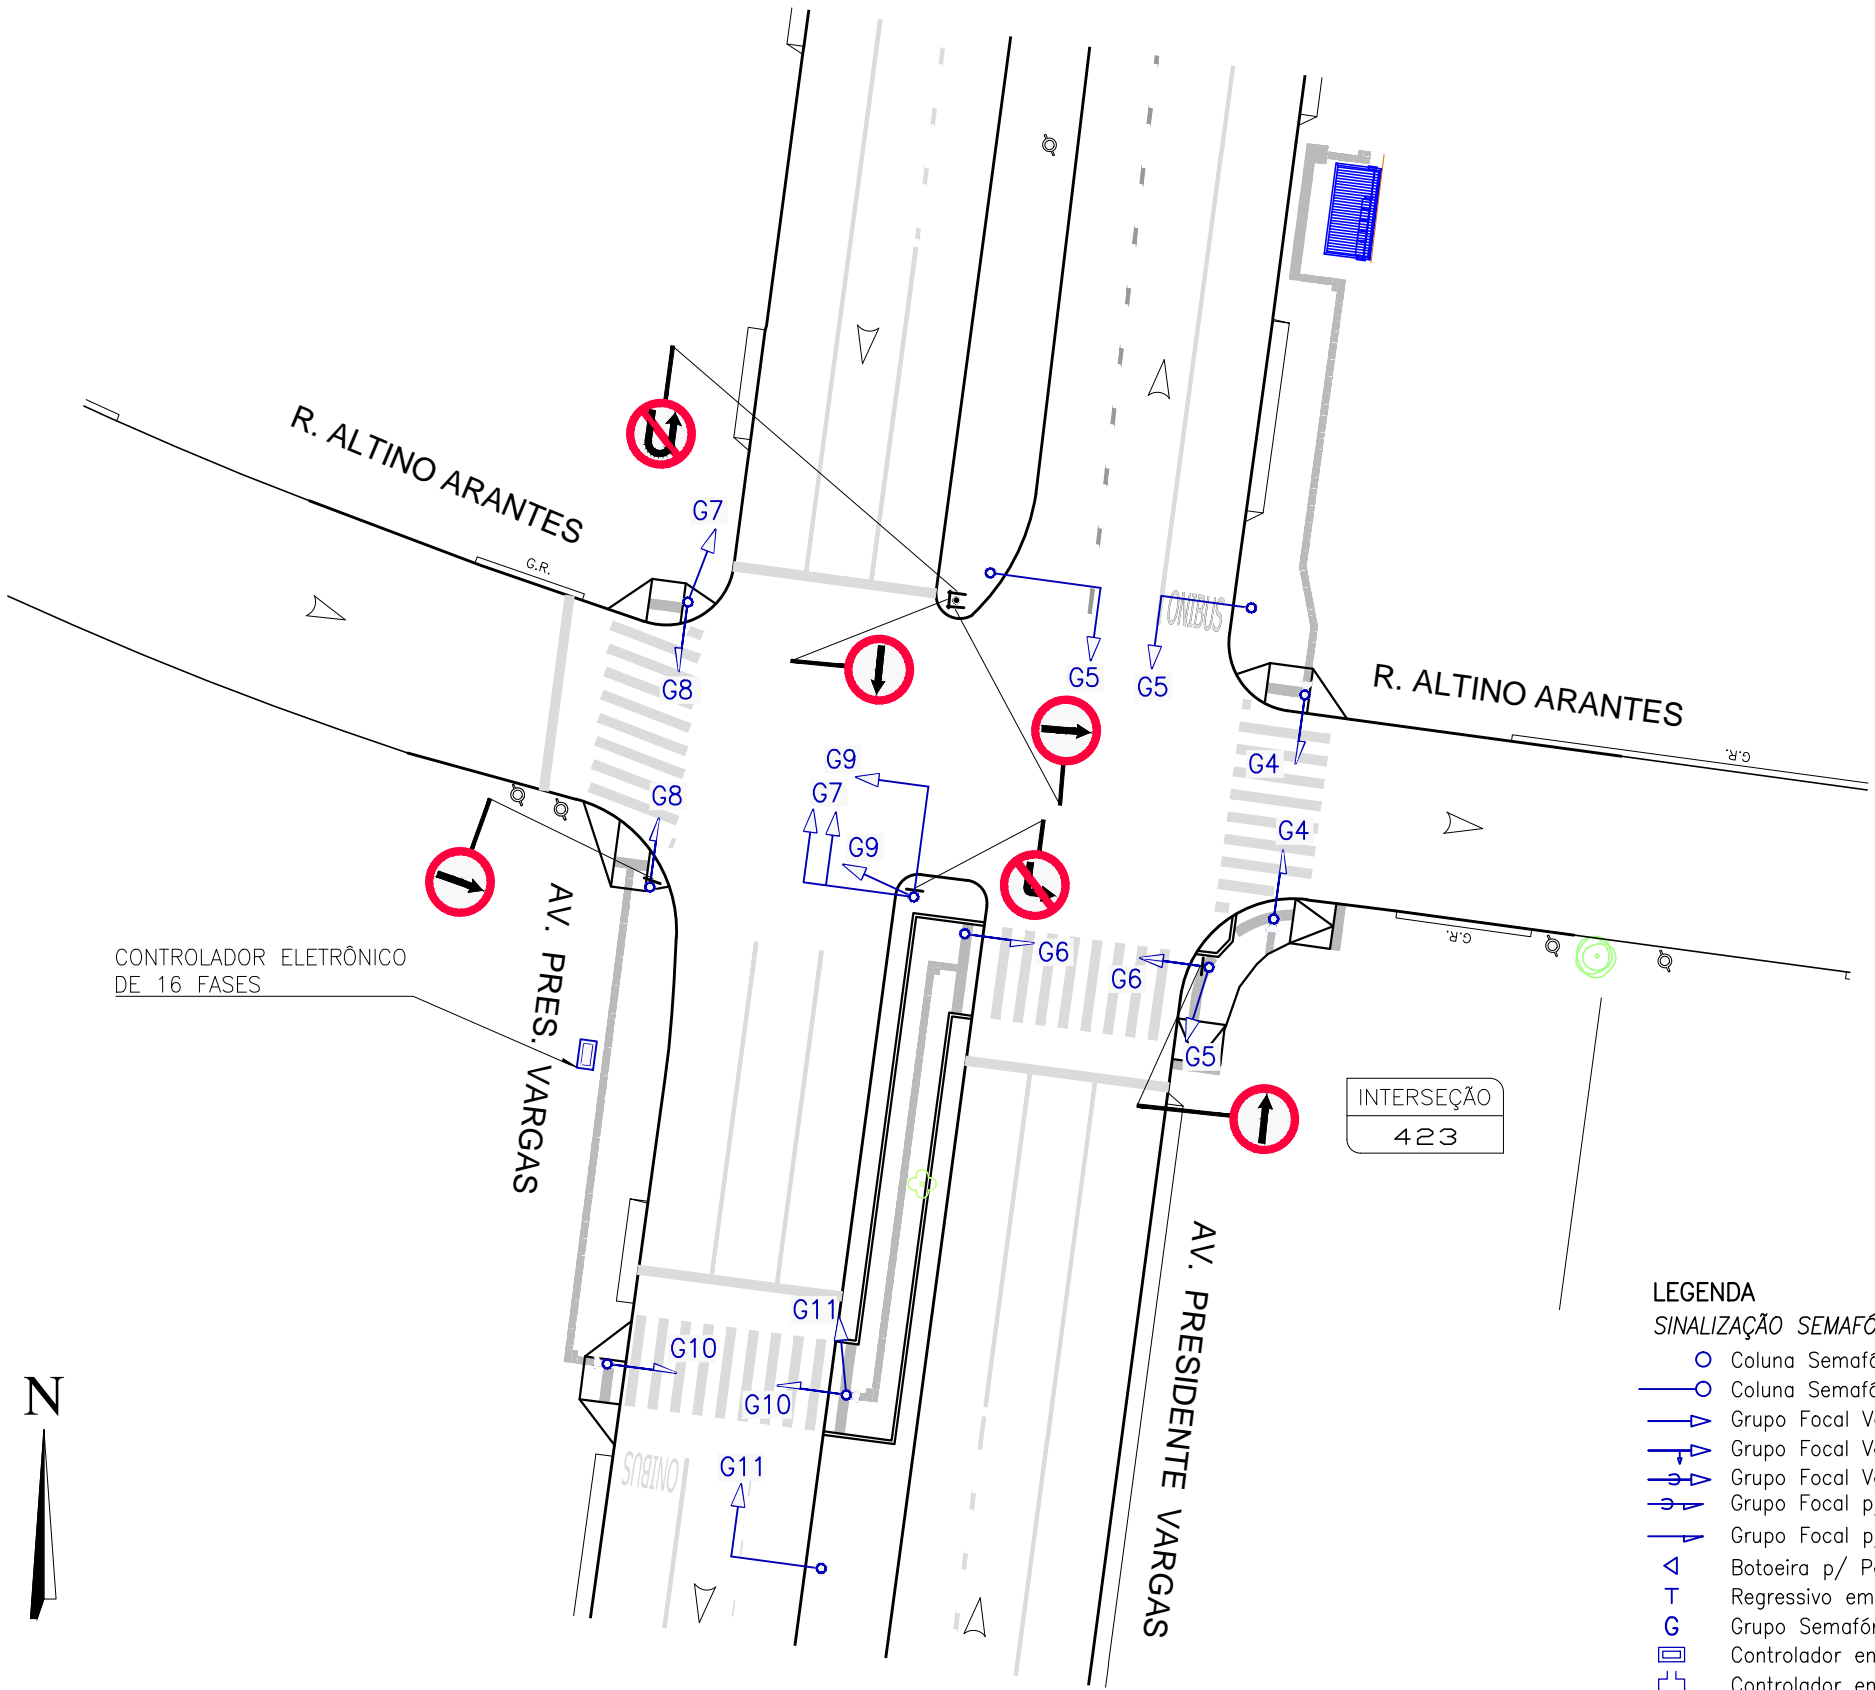 R. ALTINO ARANTES
G7
G.R.
ONIBUS
G8
G5
G5
R. ALTINO ARANTES
G.R.
G9
G7
G4
G8
G9
G4
G.R.
AV. PRES. VARGAS
CONTROLADOR ELETRÔNICO
DE 16 FASES
G6
G6
G5
INTERSEÇÃO
423
AV. PRESIDENTE VARGAS
G11
G10
G10
G11
ONIBUS
N
LEGENDA
SINALIZAÇÃO
Coluna
Coluna
Grupo Focal
Grupo Focal
Grupo Focal
Grupo Focal p/
Grupo Focal p/
Botoeira p/
T Regressivo em
G Grupo
Controlador
Controlador